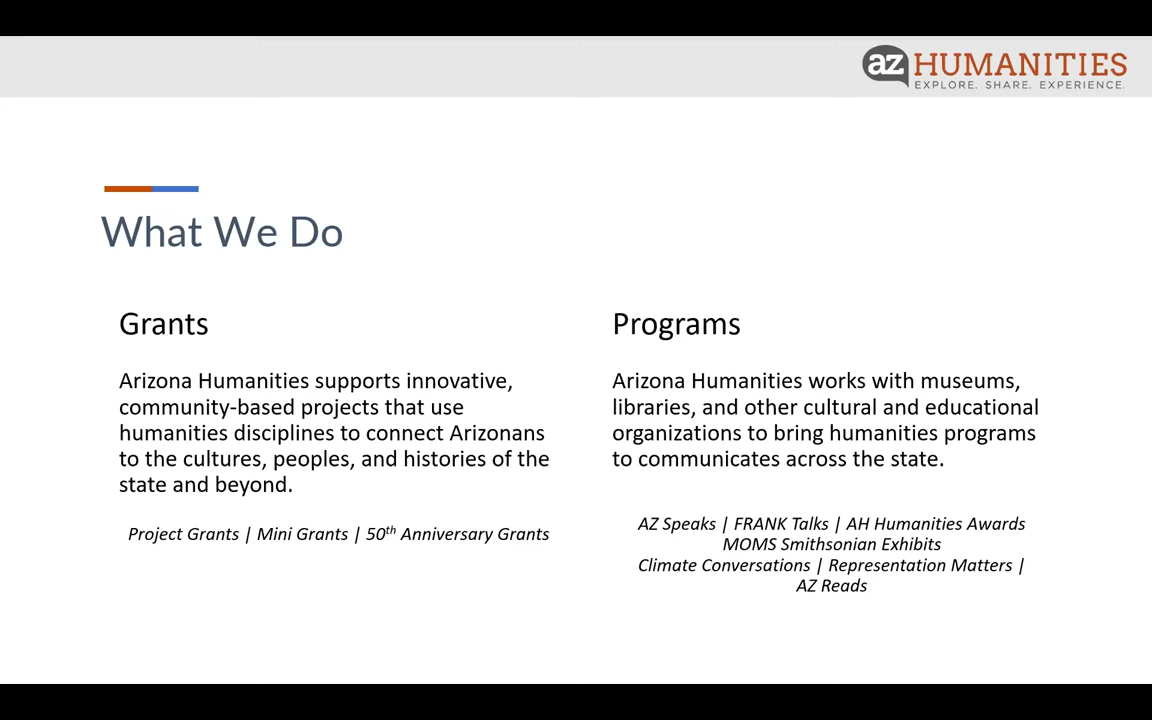 az HUMANITIES
EXPLORE. SHARE. EXPERIENCE.
What We Do
Grants
Arizona Humanities supports innovative,
community-based projects that use
humanities disciplines to connect Arizonans
to the cultures, peoples, and histories of the
state and beyond.
Project Grants | Mini Grants | 50th Anniversary Grants
Programs
Arizona Humanities works with museums,
libraries, and other cultural and educational
organizations to bring humanities programs
to communicates across the state.
AZ Speaks | FRANK Talks | AH Humanities Awards
MOMS Smithsonian Exhibits
Climate Conversations | Representation Matters |
AZ Reads